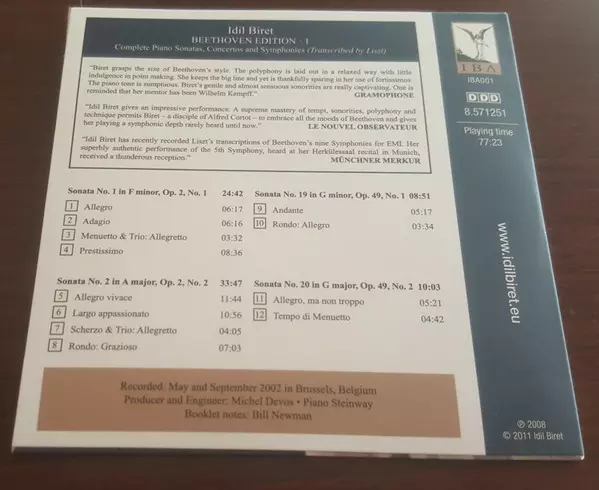 Idil Biret
BEETHOVEN EDITION · 1
Complete Piano Sonatas, Concertos and Symphonies (Transcribed by Liszt)
"Biret grasps the size of Beethoven's style. The polyphony is laid out in a relaxed way with little
indulgence in point making. She keeps the big line and yet is thankfully sparing in her use of fortissimos.
The piano tone is sumptuous. Biret's gentle and almost sensuous sonorities are really captivating. One is
reminded that her mentor has been Wilhelm Kempff." GRAMOPHONE
"Idil Biret gives an impressive performance. A supreme mastery of tempi, sonorities, polyphony and
technique permits Biret - a disciple of Alfred Cortot - to embrace all the moods of Beethoven and gives
her playing a symphonic depth rarely heard until now." LE NOUVEL OBSERVATEUR
"Idil Biret has recently recorded Liszt's transcriptions of Beethoven's nine Symphonies for EMI. Her
superbly authentic performance of the 5th Symphony, heard at her Herkülessaal recital in Munich,
received a thunderous reception." MÜNCHNER MERKUR
Sonata No. 1 in F minor, Op. 2, No. 1 24:42
1 Allegro 06:17
2 Adagio 06:16
3 Menuetto & Trio: Allegretto 03:32
4 Prestissimo 08:36
Sonata No. 2 in A major, Op. 2, No. 2 33:47
5 Allegro vivace 11:44
6 Largo appassionato 10:56
7 Scherzo & Trio: Allegretto 04:05
8 Rondo: Grazioso 07:03
Sonata No. 19 in G minor, Op. 49, No. 1 08:51
9 Andante 05:17
10 Rondo: Allegro 03:34
Sonata No. 20 in G major, Op. 49, No. 2 10:03
11 Allegro, ma non troppo 05:21
12 Tempo di Menuetto 04:42
Recorded: May and September 2002 in Brussels, Belgium
Producer and Engineer: Michel Devos • Piano Steinway
Booklet notes: Bill Newman
IBA
IBA001
DDD
8.571251
Playing time
77:23
www.idilbiret.eu
℗ 2008
© 2011 Idil Biret